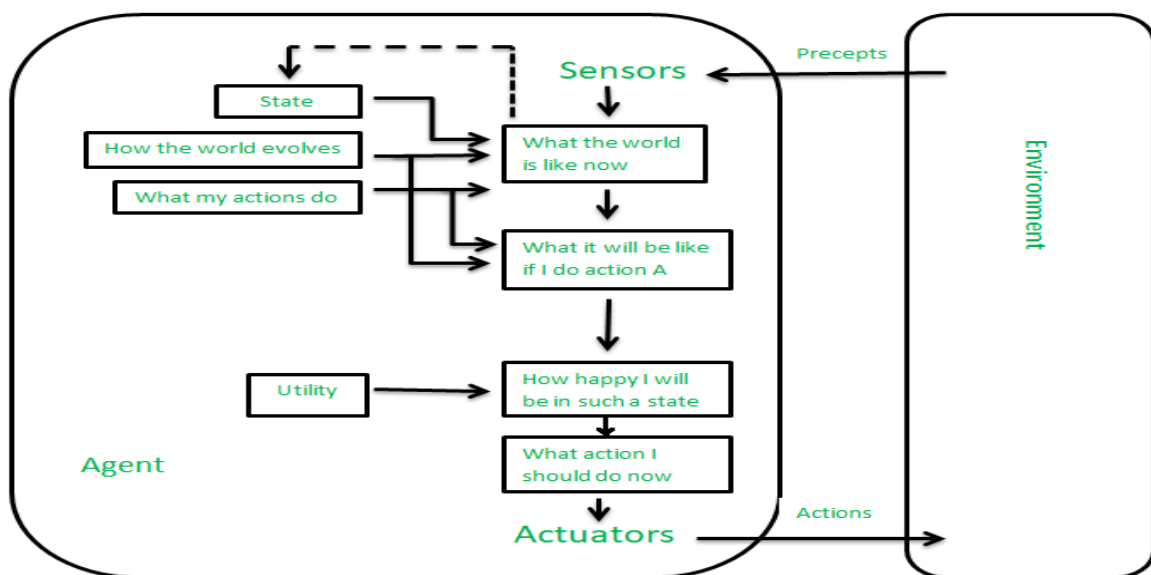 Precepts
Sensors
State
How the world evolves
What my actions do
What the world
is like now
What it will be like
if I do action A
Environment
Utility
How happy I will
be in such a state
Agent
What action I
should do now
Actuators
Actions